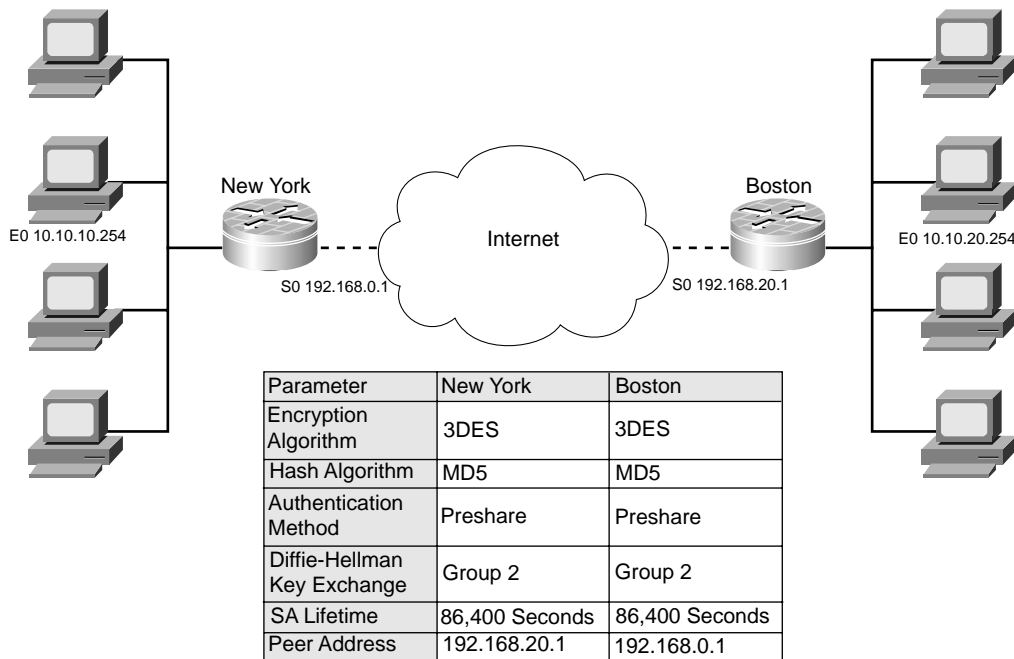 New York
Boston
E0 10.10.10.254
Internet
E0 10.10.20.254
S0 192.168.0.1
S0 192.168.20.1
Parameter New York Boston
Encryption
Algorithm 3DES 3DES
Hash Algorithm MD5 MD5
Authentication
Method Preshare Preshare
Diffie-Hellman
Key Exchange Group 2 Group 2
SA Lifetime 86,400 Seconds 86,400 Seconds
Peer Address 192.168.20.1 192.168.0.1